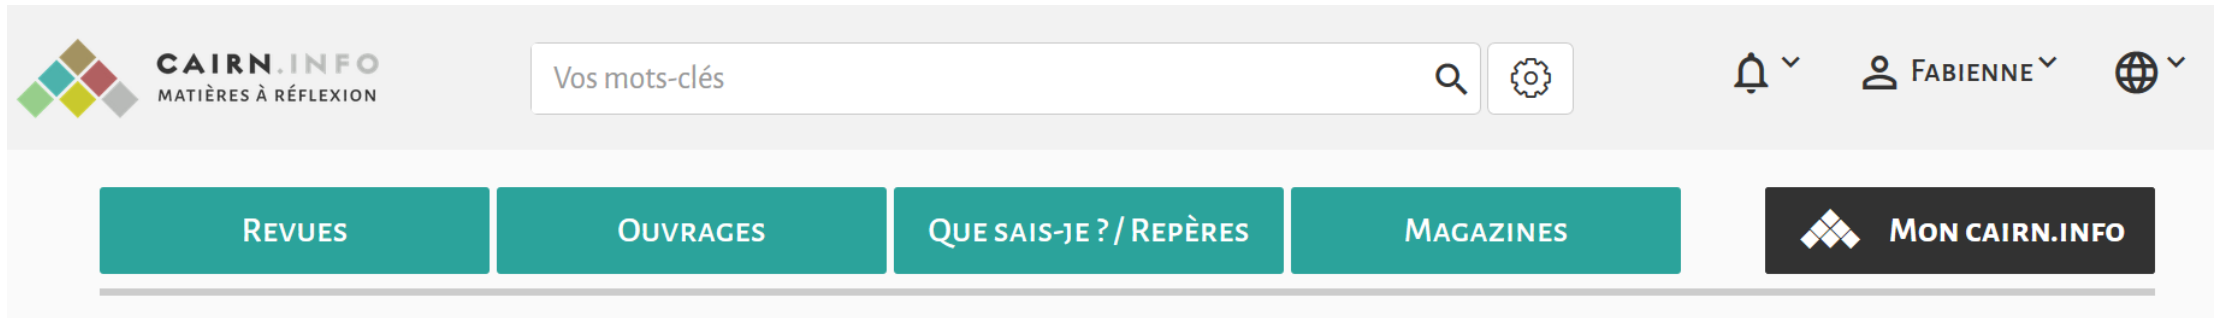 CAIRN.INFO
MATIÈRES À RÉFLEXION
Vos mots-clés
FABIENNE
REVUES
OUVRAGES
QUE SAIS-JE ? / REPÈRES
MAGAZINES
MON CAIRN.INFO